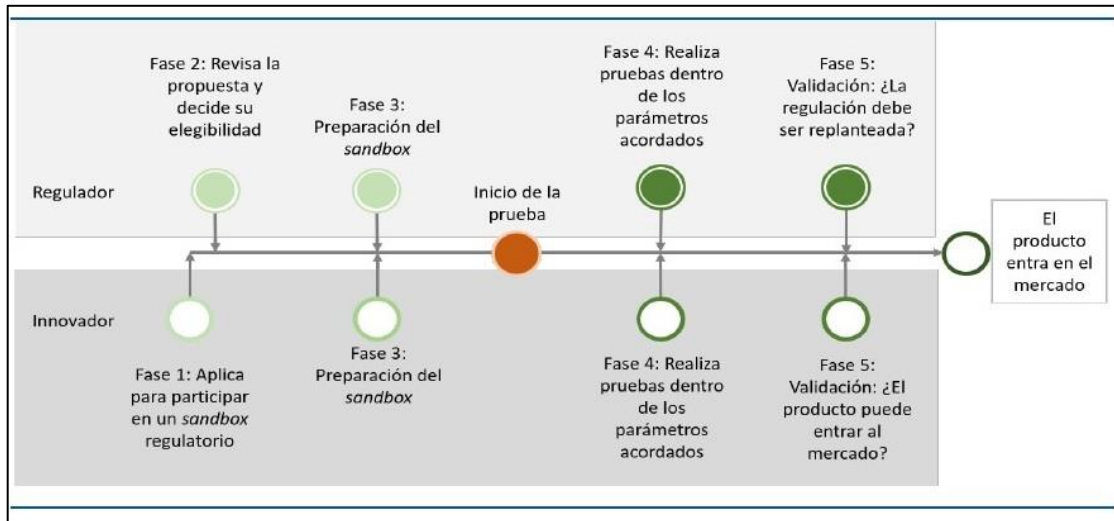 Fase 2: Revisa la
propuesta y
decide su
elegibilidad
Fase 3:
Preparación del
sandbox
Fase 4: Realiza
pruebas dentro
de los
parámetros
acordados
Fase 5:
Validación: ¿La
regulación debe
ser replanteada?
Regulador
Inicio de la
prueba
El
producto
entra en el
mercado
Innovador
Fase 1: Aplica
para participar
en un sandbox
regulatorio
Fase 3:
Preparación del
sandbox
Fase 4: Realiza
pruebas dentro
de los
parámetros
acordados
Fase 5:
Validación: ¿El
producto puede
entrar al
mercado?